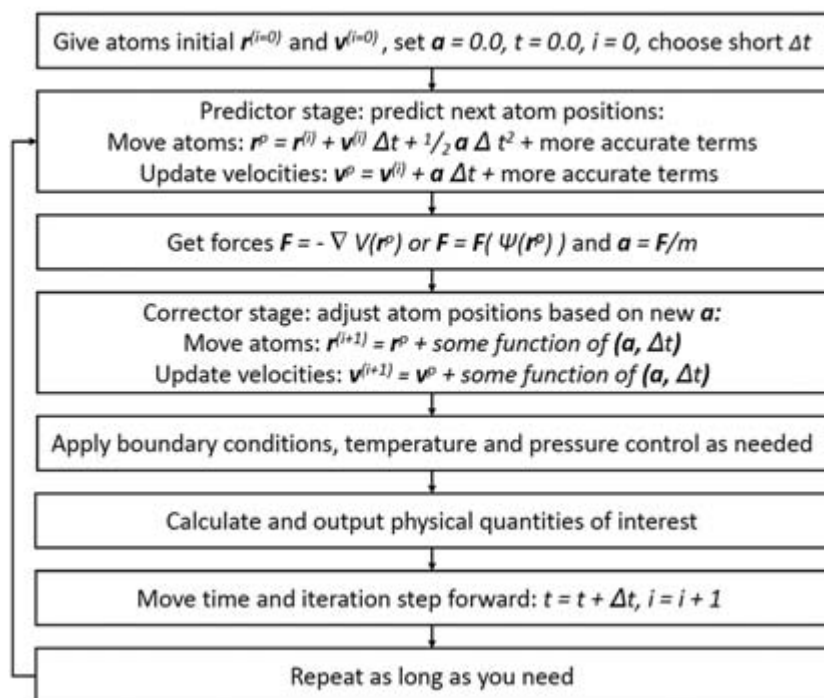 Give atoms initial r⁽ⁱ⁼⁰⁾ and v⁽ⁱ⁼⁰⁾ , set a = 0.0, t = 0.0, i = 0, choose short Δt
Predictor stage: predict next atom positions:
Move atoms: rᵖ = r⁽ⁱ⁾ + v⁽ⁱ⁾ Δt + ¹/₂ a Δ t² + more accurate terms
Update velocities: vᵖ = v⁽ⁱ⁾ + a Δt + more accurate terms
Get forces F = - ∇ V(rᵖ) or F = F( Ψ(rᵖ) ) and a = F/m
Corrector stage: adjust atom positions based on new a:
Move atoms: r⁽ⁱ⁺¹⁾ = rᵖ + some function of (a, Δt)
Update velocities: v⁽ⁱ⁺¹⁾ = vᵖ + some function of (a, Δt)
Apply boundary conditions, temperature and pressure control as needed
Calculate and output physical quantities of interest
Move time and iteration step forward: t = t + Δt, i = i + 1
Repeat as long as you need